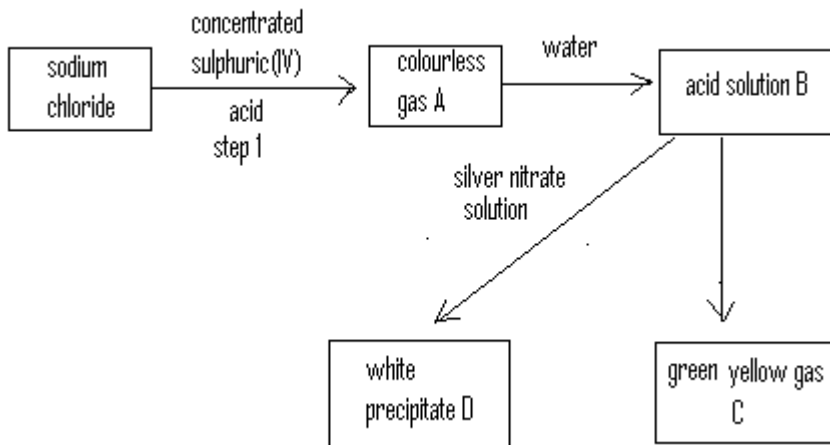 sodium
chloride
concentrated
sulphuric(IV)
acid
step 1
colourless
gas A
water
acid solution B
silver nitrate
solution
white
precipitate D
green yellow gas
C